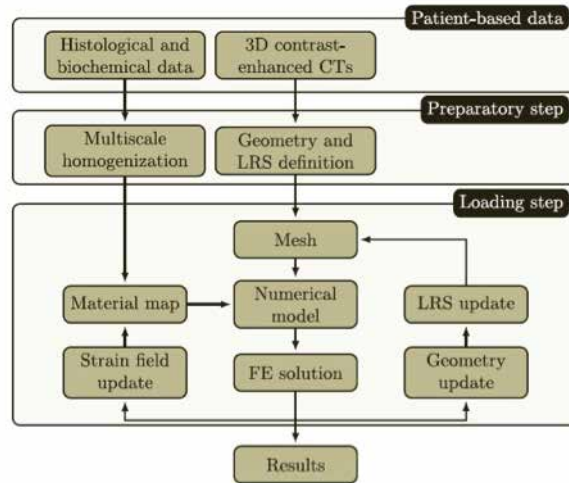 Patient-based data
Histological and
biochemical data
3D contrast-
enhanced CTs
Preparatory step
Multiscale
homogenization
Geometry and
LRS definition
Loading step
Mesh
Material map
Numerical
model
LRS update
Strain field
update
FE solution
Geometry
update
Results